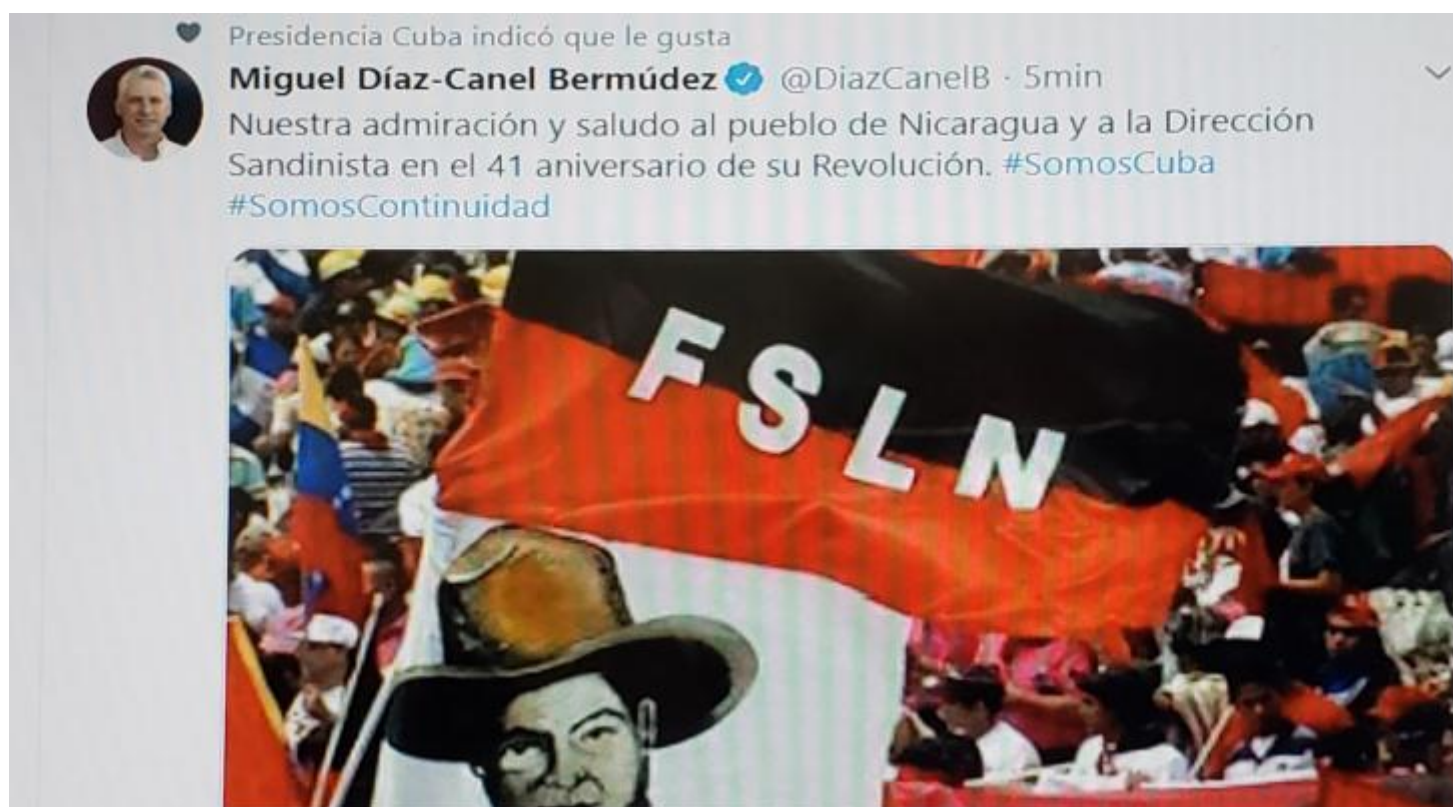 Presidencia Cuba indicó que le gusta
Miguel Díaz-Canel Bermúdez @DiazCanelB · 5min
Nuestra admiración y saludo al pueblo de Nicaragua y a la Dirección
Sandinista en el 41 aniversario de su Revolución. #SomosCuba
#SomosContinuidad
FSLN